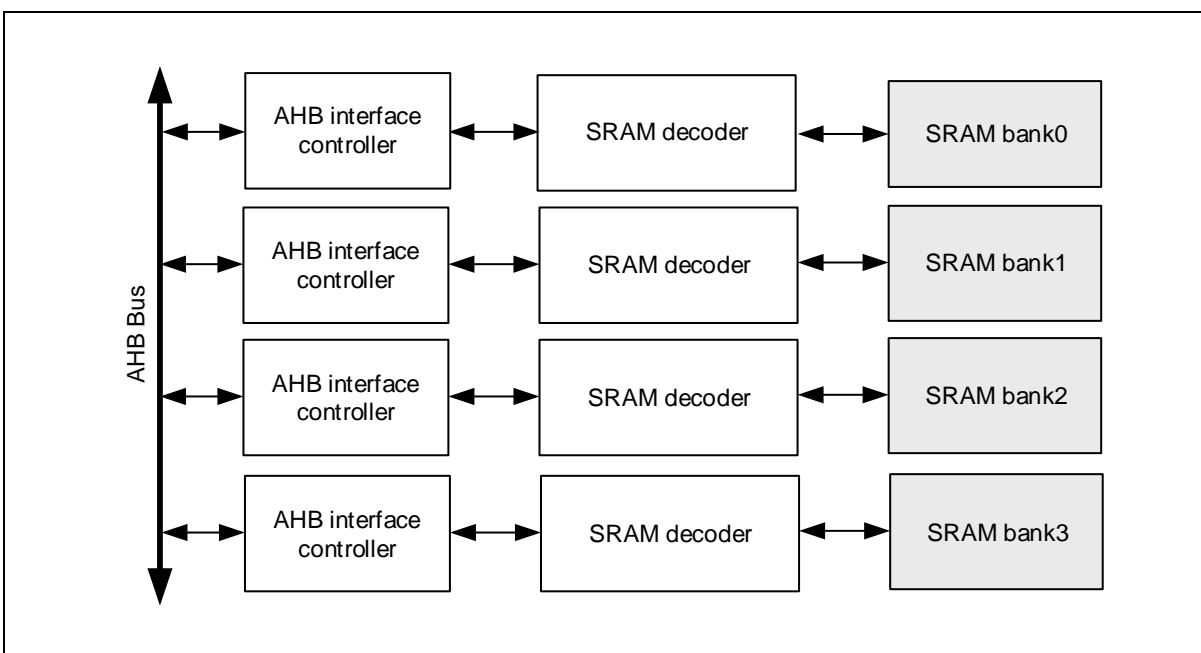 AHB Bus
AHB interface
controller
SRAM decoder
SRAM bank0
AHB interface
controller
SRAM decoder
SRAM bank1
AHB interface
controller
SRAM decoder
SRAM bank2
AHB interface
controller
SRAM decoder
SRAM bank3